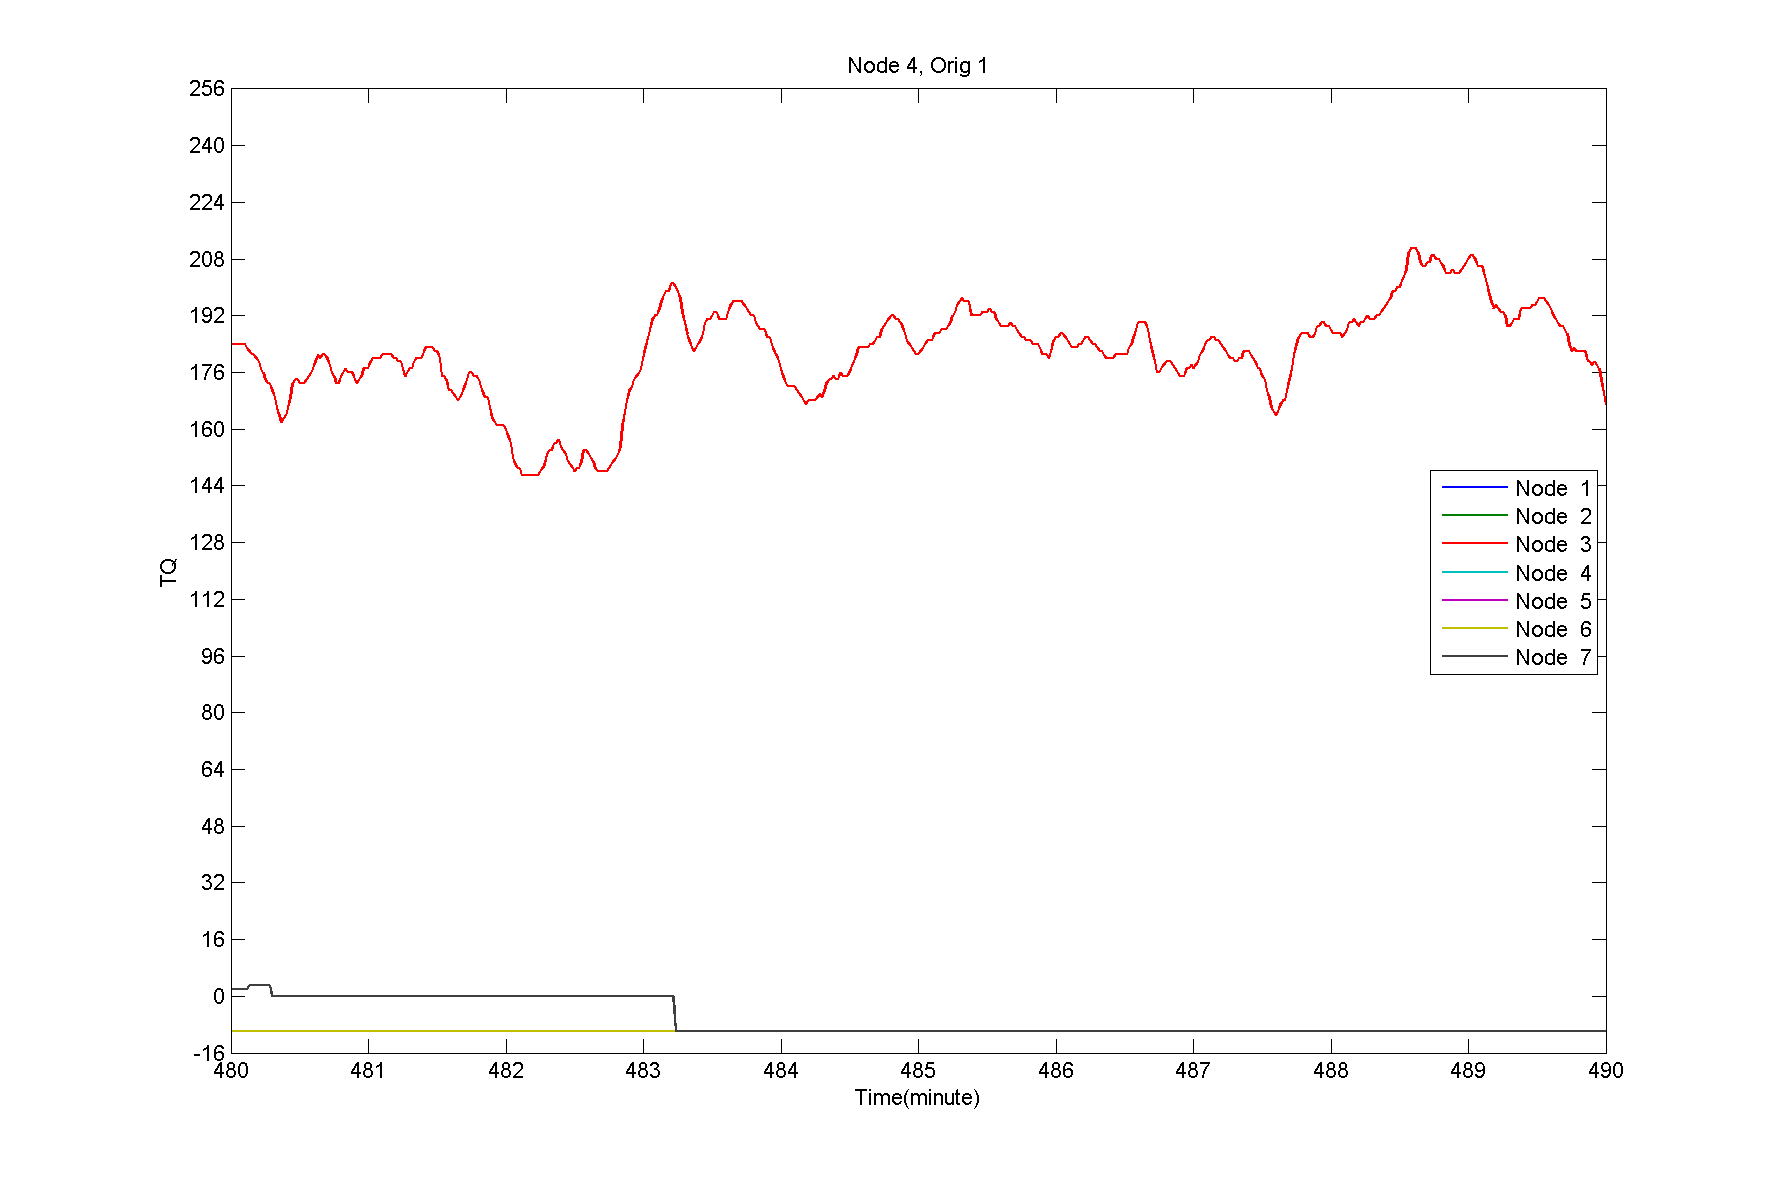 Node 4, Orig 1
256
240
224
208
192
176
160
144
128
112
96
80
64
48
32
16
0
-16
TQ
Node 1
Node 2
Node 3
Node 4
Node 5
Node 6
Node 7
480 481 482 483 484 485 486 487 488 489 490
Time(minute)